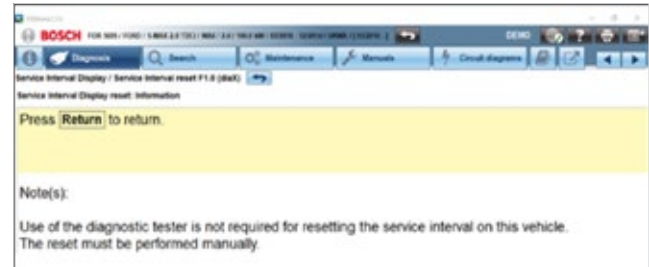 BOSCH
DEMO
Diagnosis
Search
Maintenance
Manuals
Circuit diagrams
Service Interval Display / Service Interval reset F1.0 (diaX)
Service Interval Display reset: Information
Press Return to return.
Note(s):
Use of the diagnostic tester is not required for resetting the service interval on this vehicle.
The reset must be performed manually.